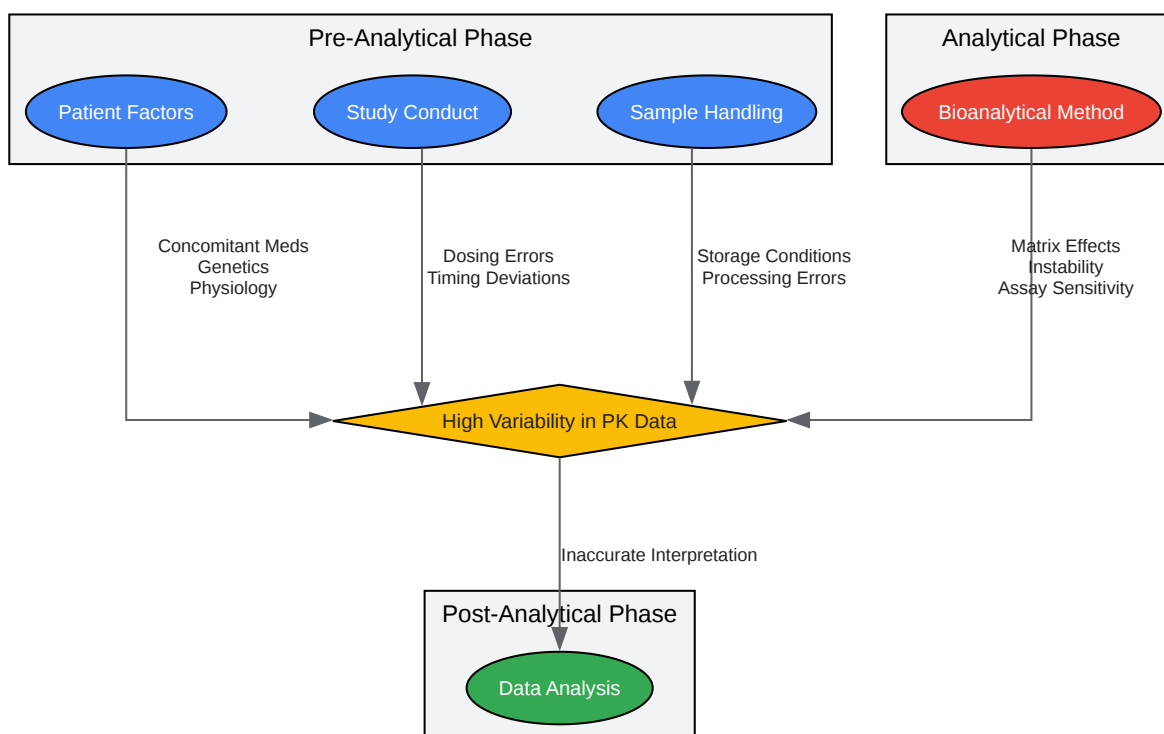 Pre-Analytical Phase
Analytical Phase
Patient Factors
Study Conduct
Sample Handling
Bioanalytical Method
Concomitant Meds
Genetics
Physiology
Dosing Errors
Timing Deviations
Storage Conditions
Processing Errors
Matrix Effects
Instability
Assay Sensitivity
High Variability in PK Data
Inaccurate Interpretation
Post-Analytical Phase
Data Analysis